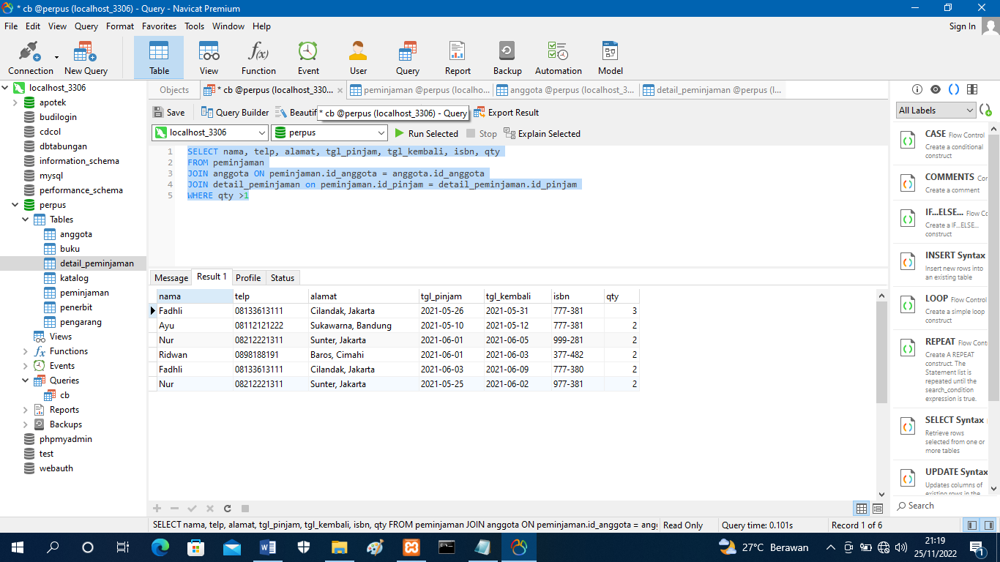 * cb @perpus (localhost_3306) - Query - Navicat Premium
File Edit View Query Format Favorites Tools Window Help
Sign In
Connection New Query Table View Function Event User Query Report Backup Automation Model
localhost_3306
apotek
budilogin
cdcol
dbtabungan
information_schema
mysql
performance_schema
perpus
Tables
anggota
buku
detail_peminjaman
katalog
peminjaman
penerbit
pengarang
Views
Functions
Events
Queries
cb
Reports
Backups
phpmyadmin
test
webauth
Objects * cb @perpus (localhost_330... peminjaman @perpus (localho... anggota @perpus (localhost_3... detail_peminjaman @perpus (l...
Save Query Builder Beautif * cb @perpus (localhost_3306) - Query Export Result
localhost_3306 perpus Run Selected Stop Explain Selected
1 SELECT nama, telp, alamat, tgl_pinjam, tgl_kembali, isbn, qty
2 FROM peminjaman
3 JOIN anggota ON peminjaman.id_anggota = anggota.id_anggota
4 JOIN detail_peminjaman on peminjaman.id_pinjam = detail_peminjaman.id_pinjam
5 WHERE qty >1
Message Result 1 Profile Status
nama telp alamat tgl_pinjam tgl_kembali isbn qty
Fadhli 08133613111 Cilandak, Jakarta 2021-05-26 2021-05-31 777-381 3
Ayu 08112121222 Sukawarna, Bandung 2021-05-10 2021-05-12 777-381 2
Nur 08212221311 Sunter, Jakarta 2021-06-01 2021-06-05 999-281 2
Ridwan 0898188191 Baros, Cimahi 2021-06-01 2021-06-03 377-482 2
Fadhli 08133613111 Cilandak, Jakarta 2021-06-03 2021-06-09 777-380 2
Nur 08212221311 Sunter, Jakarta 2021-05-25 2021-06-02 977-381 2
All Labels
CASE Flow Control
Create a conditional
construct
COMMENTS Cor
Create a comment
IF...ELSE... Flow Cc
Create a IF...ELSE...
construct
INSERT Syntax
Insert new rows into
an existing table
LOOP Flow Control
Create a simple loop
construct
REPEAT Flow Cont
Create A REPEAT
construct. The
Statement list is
repeated until the
search_condition
expression is true.
SELECT Syntax
Retrieve rows
selected from one or
more tables
UPDATE Syntax
Updates columns of
existing rows in the
Search
SELECT nama, telp, alamat, tgl_pinjam, tgl_kembali, isbn, qty FROM peminjaman JOIN anggota ON peminjaman.id_anggota = angg Read Only Query time: 0.101s Record 1 of 6
27°C Berawan
21:19
25/11/2022
1